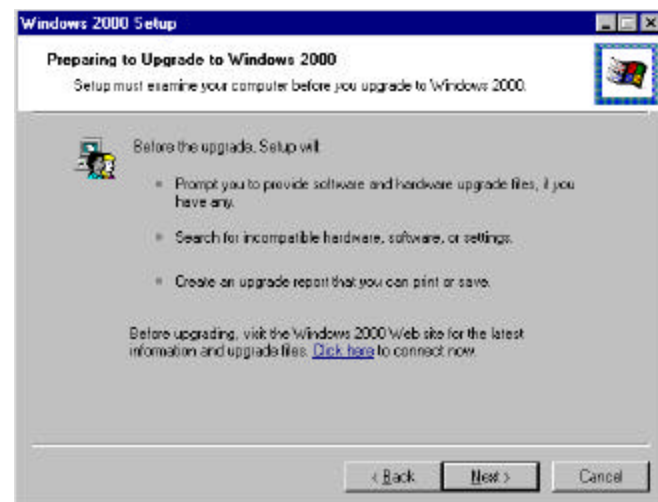 Windows 2000 Setup
Preparing to Upgrade to Windows 2000
Setup must examine your computer before you upgrade to Windows 2000.
Before the upgrade, Setup will:
Prompt you to provide software and hardware upgrade files, if you
have any.
Search for incompatible hardware, software, or settings.
Create an upgrade report that you can print or save.
Before upgrading, visit the Windows 2000 Web site for the latest
information and upgrade files. Click here to connect now.
< Back
Next >
Cancel